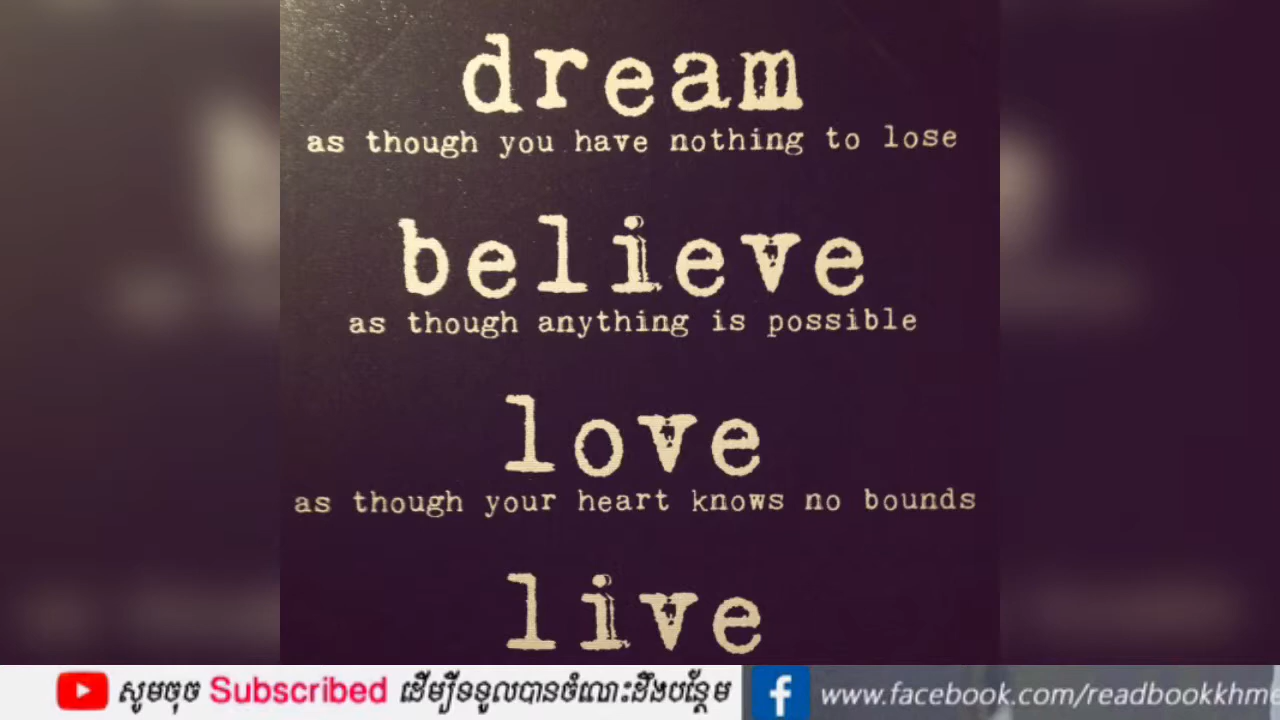 dream
as though you have nothing to lose
believe
as though anything is possible
love
as though your heart knows no bounds
live
សូមចុច Subscribed ដើម្បីទទួលបានចំណេះដឹងបន្ថែម
www.facebook.com/readbookkhme